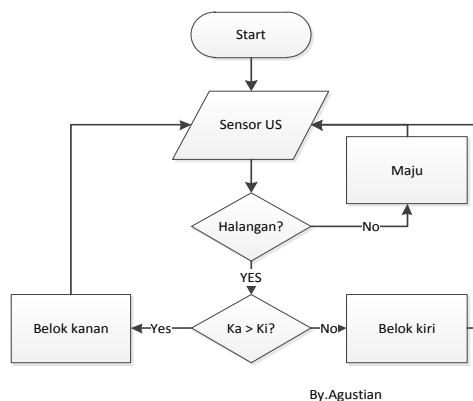 Start
Sensor US
Maju
Halangan?
No
YES
Belok kanan
Yes
Ka > Ki?
No
Belok kiri
By.Agustian